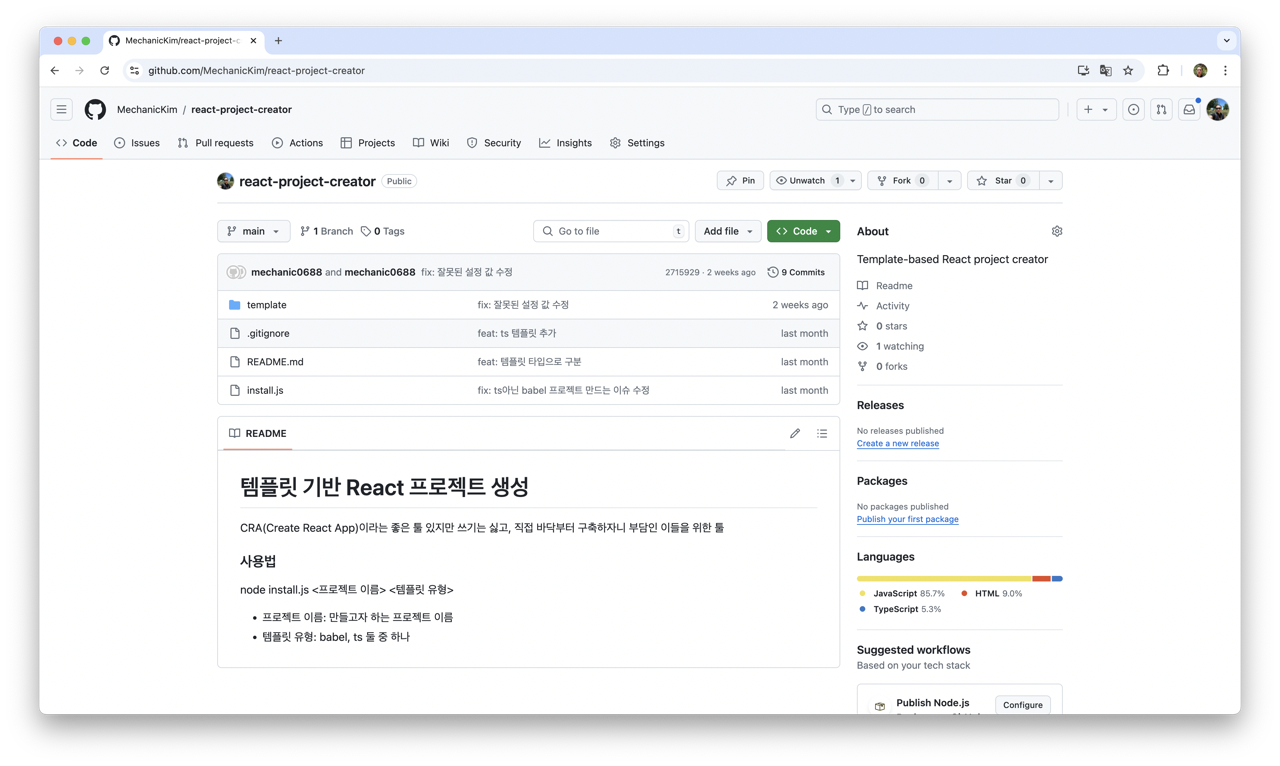 MechanicKim/react-project-c
github.com/MechanicKim/react-project-creator
MechanicKim / react-project-creator
Type / to search
Code Issues Pull requests Actions Projects Wiki Security Insights Settings
react-project-creator Public
Pin Unwatch 1 Fork 0 Star 0
main 1 Branch 0 Tags
Go to file t Add file Code
mechanic0688 and mechanic0688 fix: 잘못된 설정 값 수정 2715929 · 2 weeks ago 9 Commits
template fix: 잘못된 설정 값 수정 2 weeks ago
.gitignore feat: ts 템플릿 추가 last month
README.md feat: 템플릿 타입으로 구분 last month
install.js fix: ts아닌 babel 프로젝트 만드는 이슈 수정 last month
README
템플릿 기반 React 프로젝트 생성
CRA(Create React App)이라는 좋은 툴 있지만 쓰기는 싫고, 직접 바닥부터 구축하자니 부담인 이들을 위한 툴
사용법
node install.js <프로젝트 이름> <템플릿 유형>
• 프로젝트 이름: 만들고자 하는 프로젝트 이름
• 템플릿 유형: babel, ts 둘 중 하나
About
Template-based React project creator
Readme
Activity
0 stars
1 watching
0 forks
Releases
No releases published
Create a new release
Packages
No packages published
Publish your first package
Languages
JavaScript 85.7% HTML 9.0%
TypeScript 5.3%
Suggested workflows
Based on your tech stack
Publish Node.js
Configure